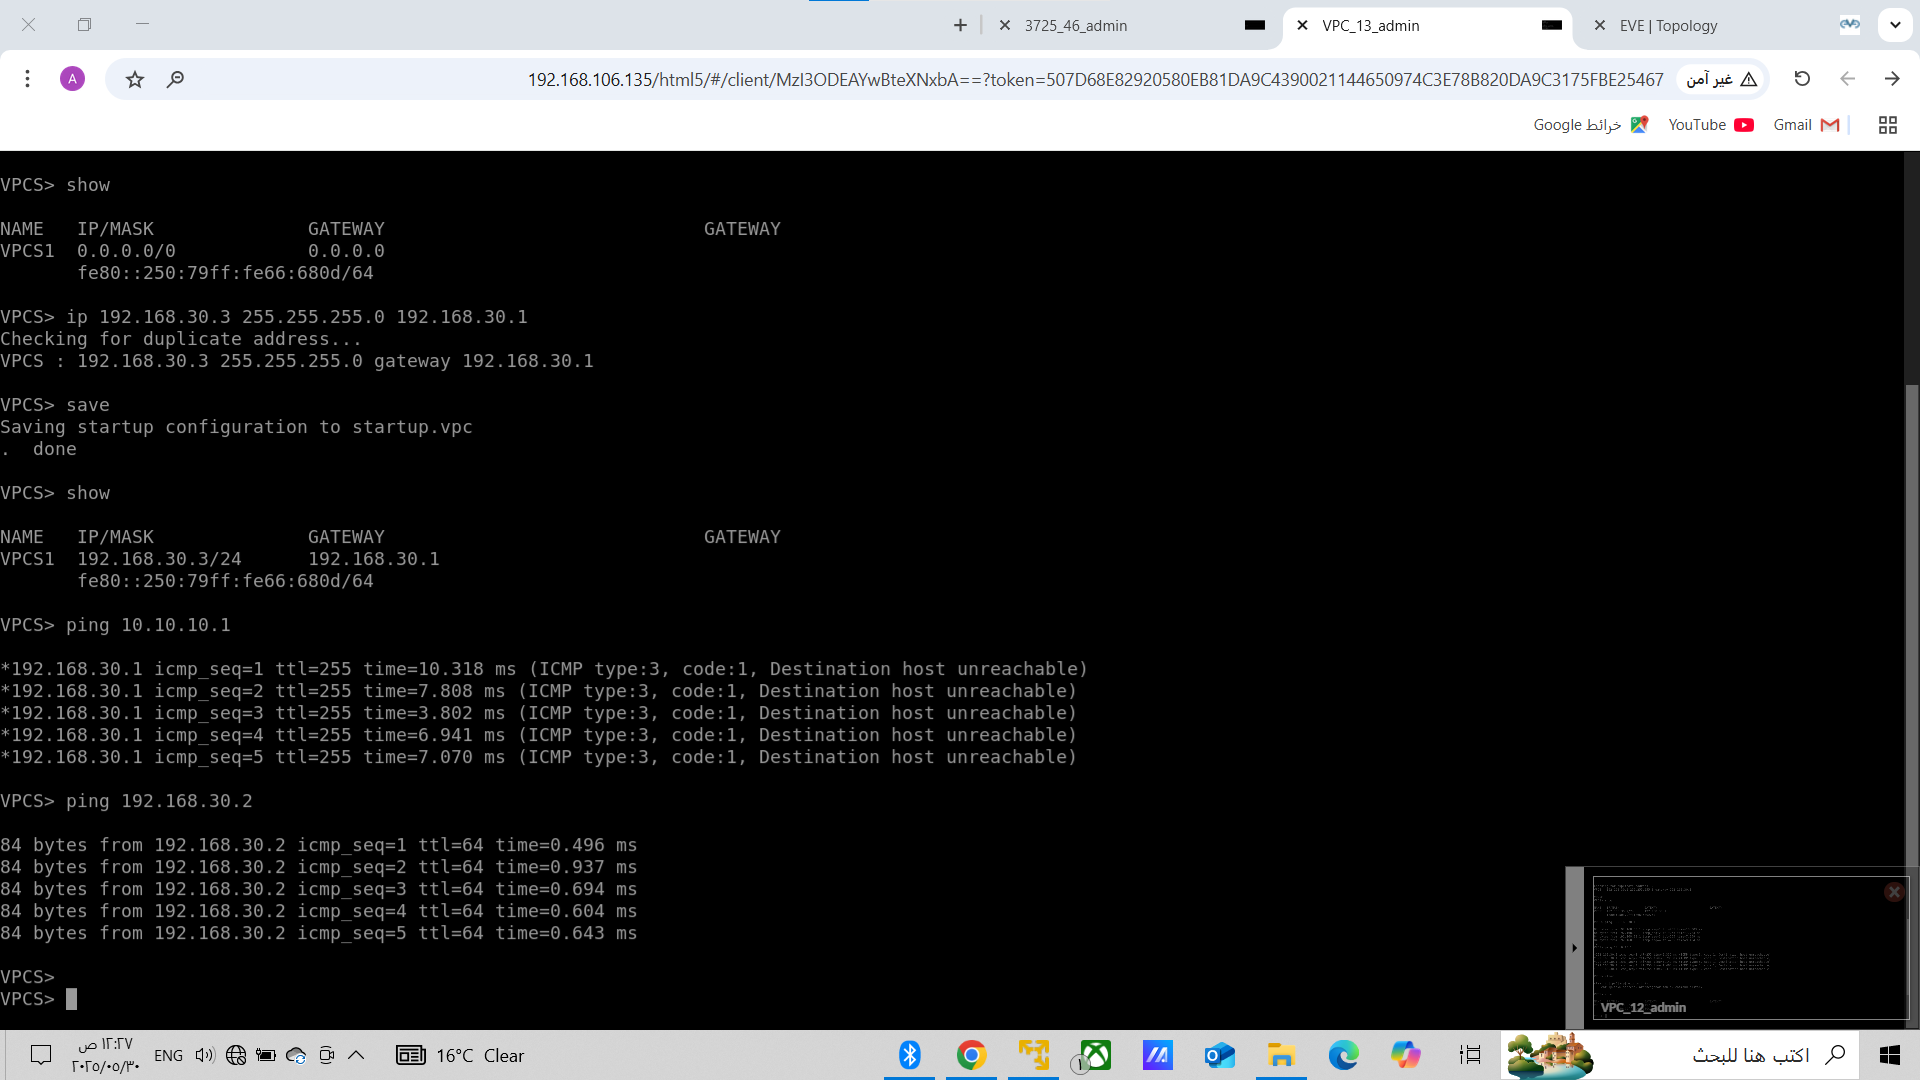 3725_46_admin
VPC_13_admin
EVE | Topology
A
192.168.106.135/html5/#/client/MzI3ODEAYwBteXNxbA==?token=507D68E82920580EB81DA9C4390021144650974C3E78B820DA9C3175FBE25467
غير آمن
خرائط Google
YouTube
Gmail
VPCS> show
NAME   IP/MASK              GATEWAY                             GATEWAY
VPCS1  0.0.0.0/0            0.0.0.0
       fe80::250:79ff:fe66:680d/64
VPCS> ip 192.168.30.3 255.255.255.0 192.168.30.1
Checking for duplicate address...
VPCS : 192.168.30.3 255.255.255.0 gateway 192.168.30.1
VPCS> save
Saving startup configuration to startup.vpc
.  done
VPCS> show
NAME   IP/MASK              GATEWAY                             GATEWAY
VPCS1  192.168.30.3/24      192.168.30.1
       fe80::250:79ff:fe66:680d/64
VPCS> ping 10.10.10.1
*192.168.30.1 icmp_seq=1 ttl=255 time=10.318 ms (ICMP type:3, code:1, Destination host unreachable)
*192.168.30.1 icmp_seq=2 ttl=255 time=7.808 ms (ICMP type:3, code:1, Destination host unreachable)
*192.168.30.1 icmp_seq=3 ttl=255 time=3.802 ms (ICMP type:3, code:1, Destination host unreachable)
*192.168.30.1 icmp_seq=4 ttl=255 time=6.941 ms (ICMP type:3, code:1, Destination host unreachable)
*192.168.30.1 icmp_seq=5 ttl=255 time=7.070 ms (ICMP type:3, code:1, Destination host unreachable)
VPCS> ping 192.168.30.2
84 bytes from 192.168.30.2 icmp_seq=1 ttl=64 time=0.496 ms
84 bytes from 192.168.30.2 icmp_seq=2 ttl=64 time=0.937 ms
84 bytes from 192.168.30.2 icmp_seq=3 ttl=64 time=0.694 ms
84 bytes from 192.168.30.2 icmp_seq=4 ttl=64 time=0.604 ms
84 bytes from 192.168.30.2 icmp_seq=5 ttl=64 time=0.643 ms
VPCS>
VPCS>
VPC_12_admin
١٢:٢٧ ص
٢٠٢٥/٠٥/٣٠
ENG
16°C Clear
١
اكتب هنا للبحث